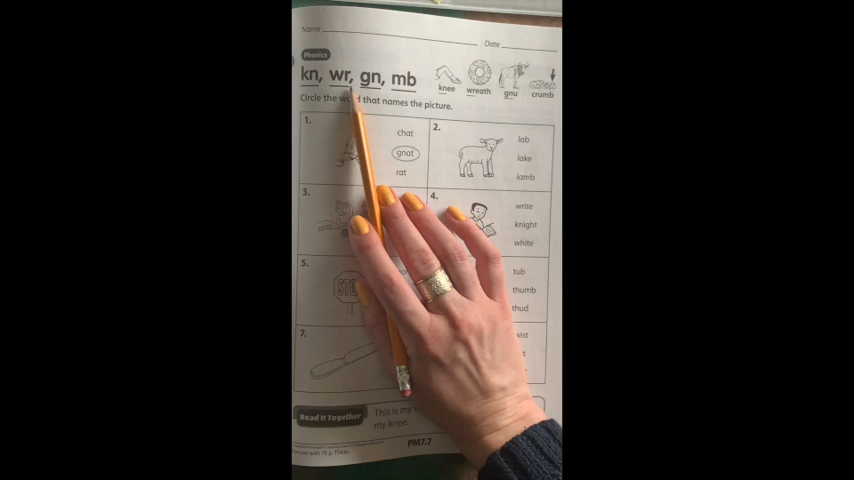 Name
Date
Phonics
kn, wr, gn, mb
knee
wreath
gnu
crumb
Circle the word that names the picture.
1.
chat
gnat
rat
2.
lab
lake
lamb
3.
4.
write
knight
white
5.
STE
tub
thumb
thud
7.
Read It Together
This is my
my knee.
PM7.7